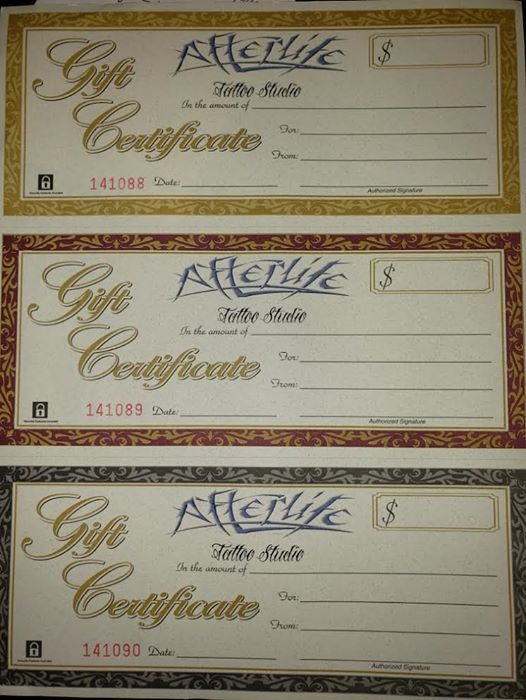 Gift Certificate
Afterlife
Tattoo Studio
$
In the amount of
For:
From:
141088 Date:
Authorized Signature
Gift Certificate
Afterlife
Tattoo Studio
$
In the amount of
For:
From:
141089 Date:
Authorized Signature
Gift Certificate
Afterlife
Tattoo Studio
$
In the amount of
For:
From:
141090 Date:
Authorized Signature